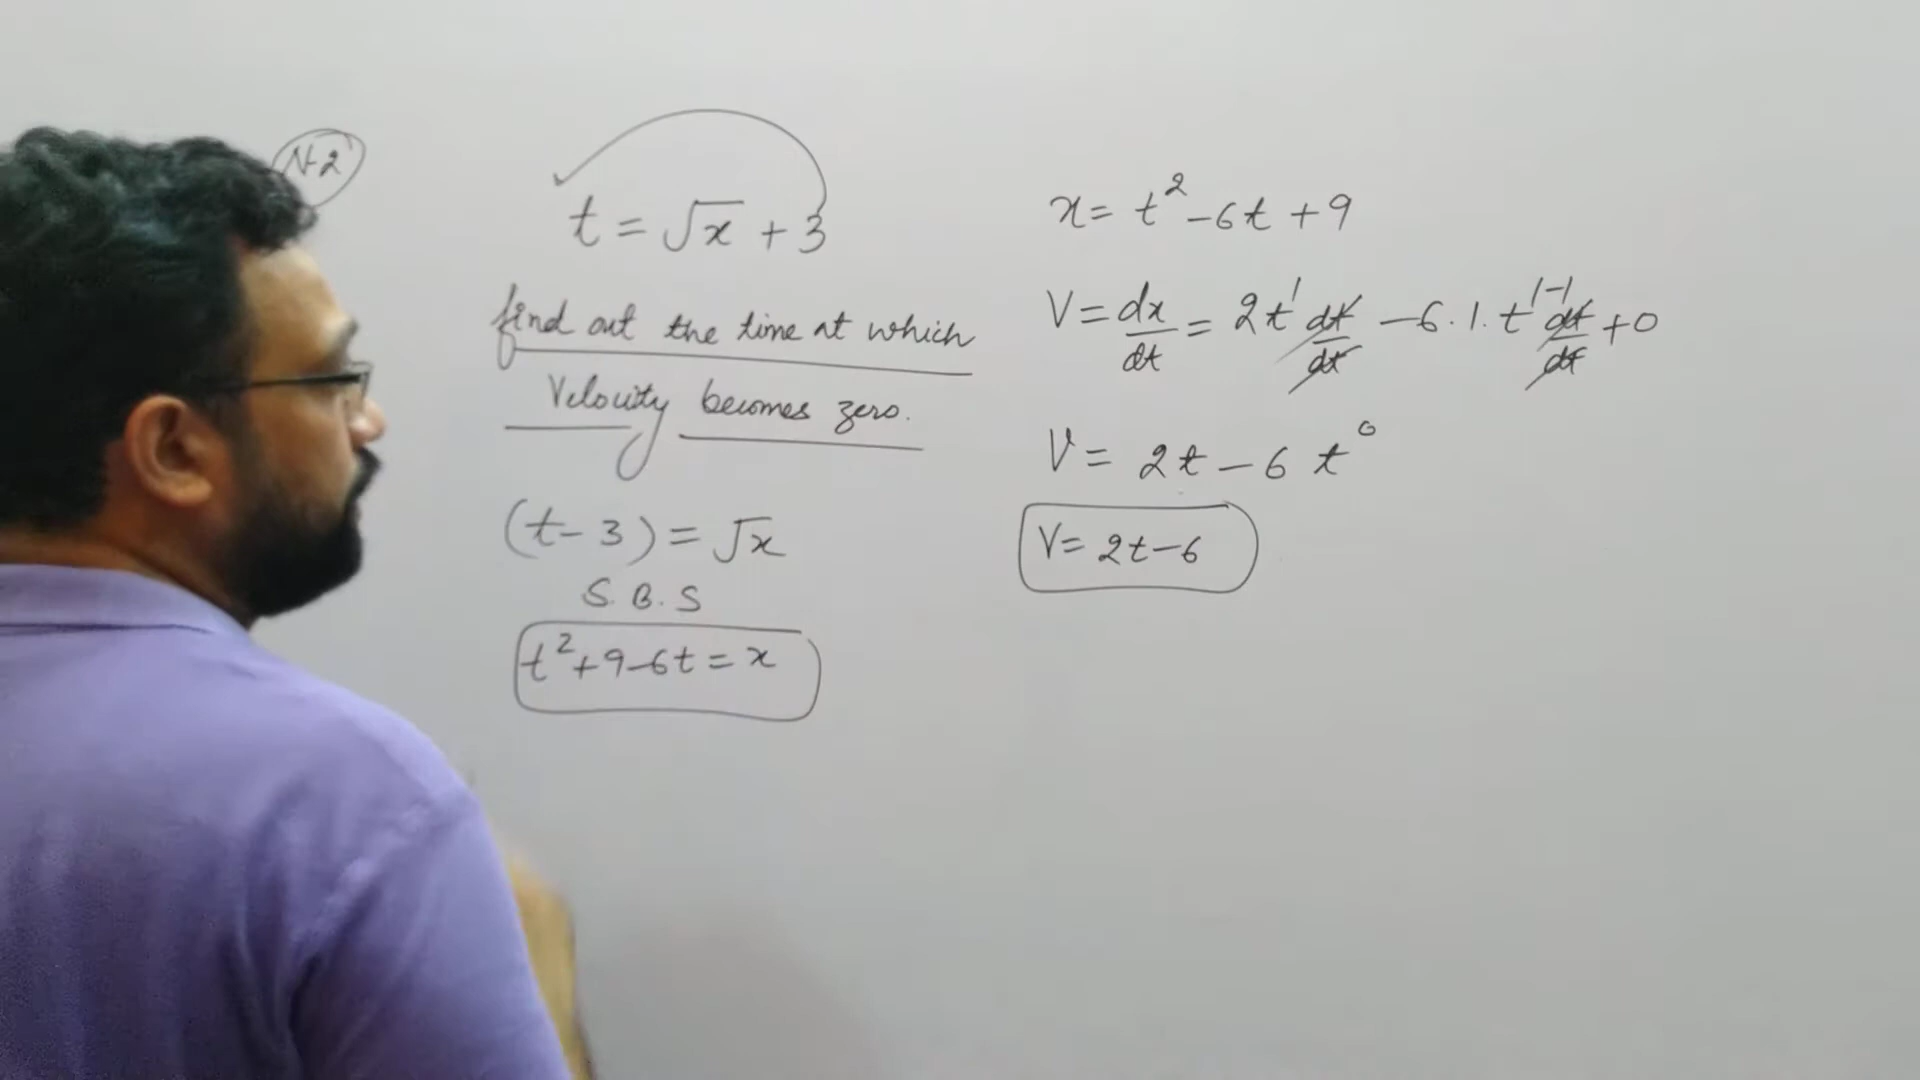 N-2
t = √x + 3
find out the time at which
Velocity becomes zero.
(t-3) = √x
S.B.S
t²+9-6t = x
x = t² - 6t + 9
V = dx/dt = 2t¹ dt/dt - 6.1.t¹⁻¹ dt/dt + 0
V = 2t - 6 t⁰
V = 2t-6